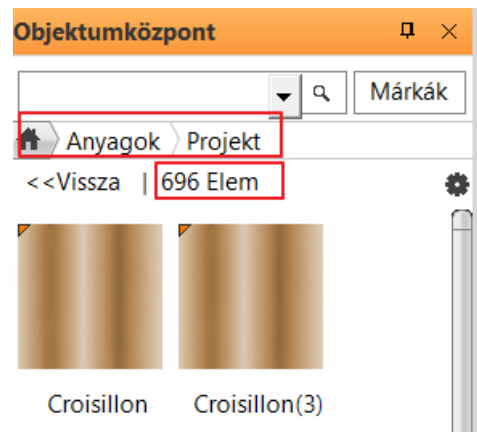 Objektumközpont
Márkák
Anyagok Projekt
<<Vissza | 696 Elem
Croisillon Croisillon(3)